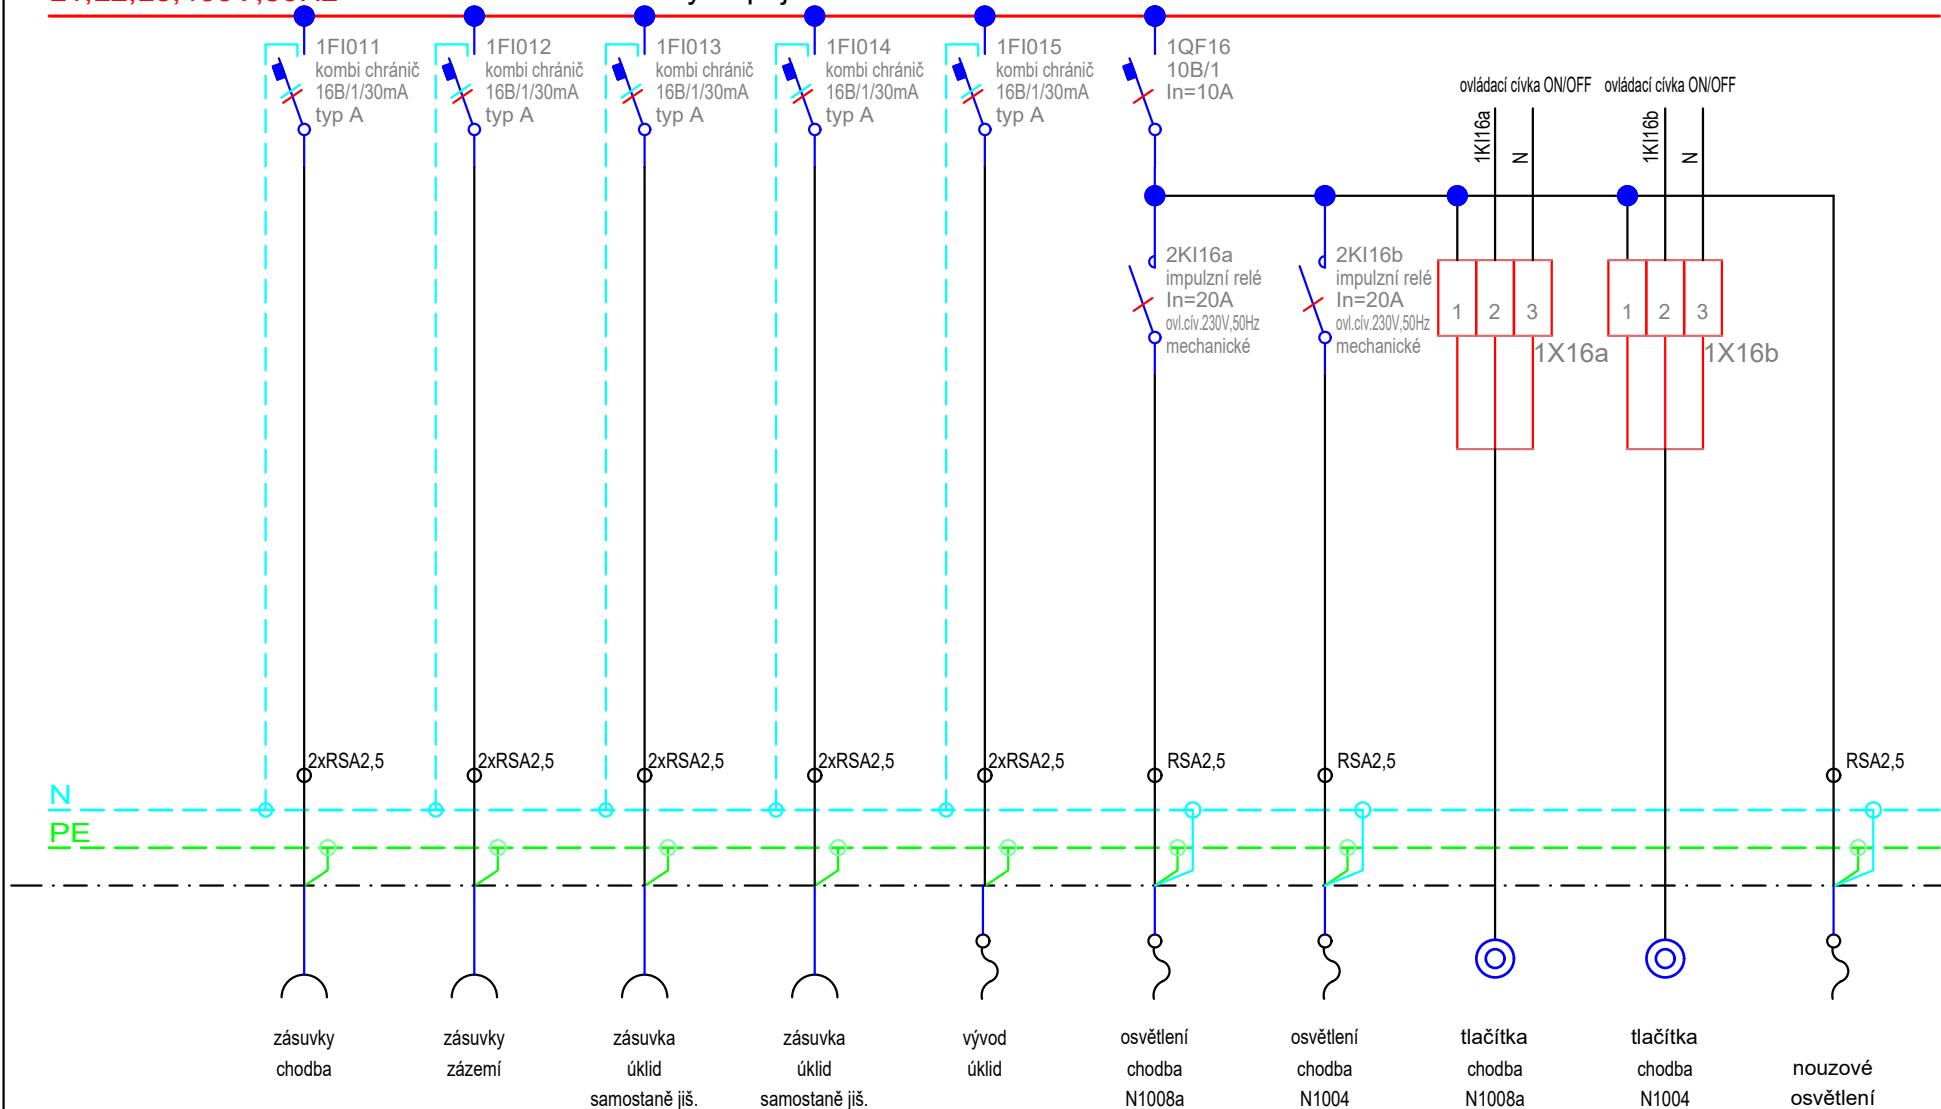 1FI011
kombi chránič
16B/1/30mA
typ A
1FI012
kombi chránič
16B/1/30mA
typ A
1FI013
kombi chránič
16B/1/30mA
typ A
1FI014
kombi chránič
16B/1/30mA
typ A
1FI015
kombi chránič
16B/1/30mA
typ A
1QF16
10B/1
In=10A
ovládací cívka ON/OFF
ovládací cívka ON/OFF
1KI16a
N
1KI16b
N
2KI16a
impulzní relé
In=20A
ovl.cív.230V,50Hz
mechanické
2KI16b
impulzní relé
In=20A
ovl.cív.230V,50Hz
mechanické
1 2 3
1X16a
1 2 3
1X16b
2xRSA2,5
2xRSA2,5
2xRSA2,5
2xRSA2,5
2xRSA2,5
RSA2,5
RSA2,5
RSA2,5
N
PE
zásuvky
chodba
zásuvky
zázemí
zásuvka
úklid
samostaně jiš.
zásuvka
úklid
samostaně jiš.
vývod
úklid
osvětlení
chodba
N1008a
osvětlení
chodba
N1004
tlačítka
chodba
N1008a
tlačítka
chodba
N1004
nouzové
osvětlení